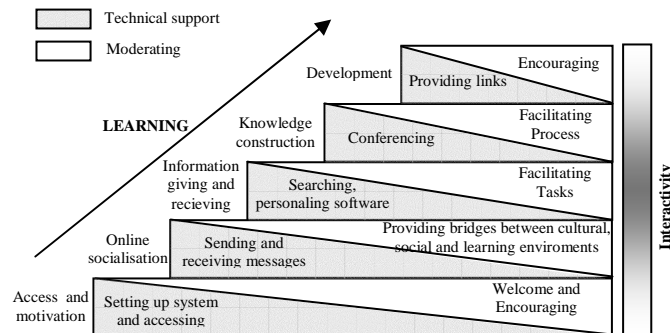 Technical support
Moderating
LEARNING
Development
Providing links
Encouraging
Knowledge
construction
Conferencing
Facilitating
Process
Information
giving and
recieving
Searching,
personaling software
Facilitating
Tasks
Online
socialisation
Sending and
receiving messages
Providing bridges between cultural,
social and learning enviroments
Access and
motivation
Setting up system
and accessing
Welcome and
Encouraging
Interactivity